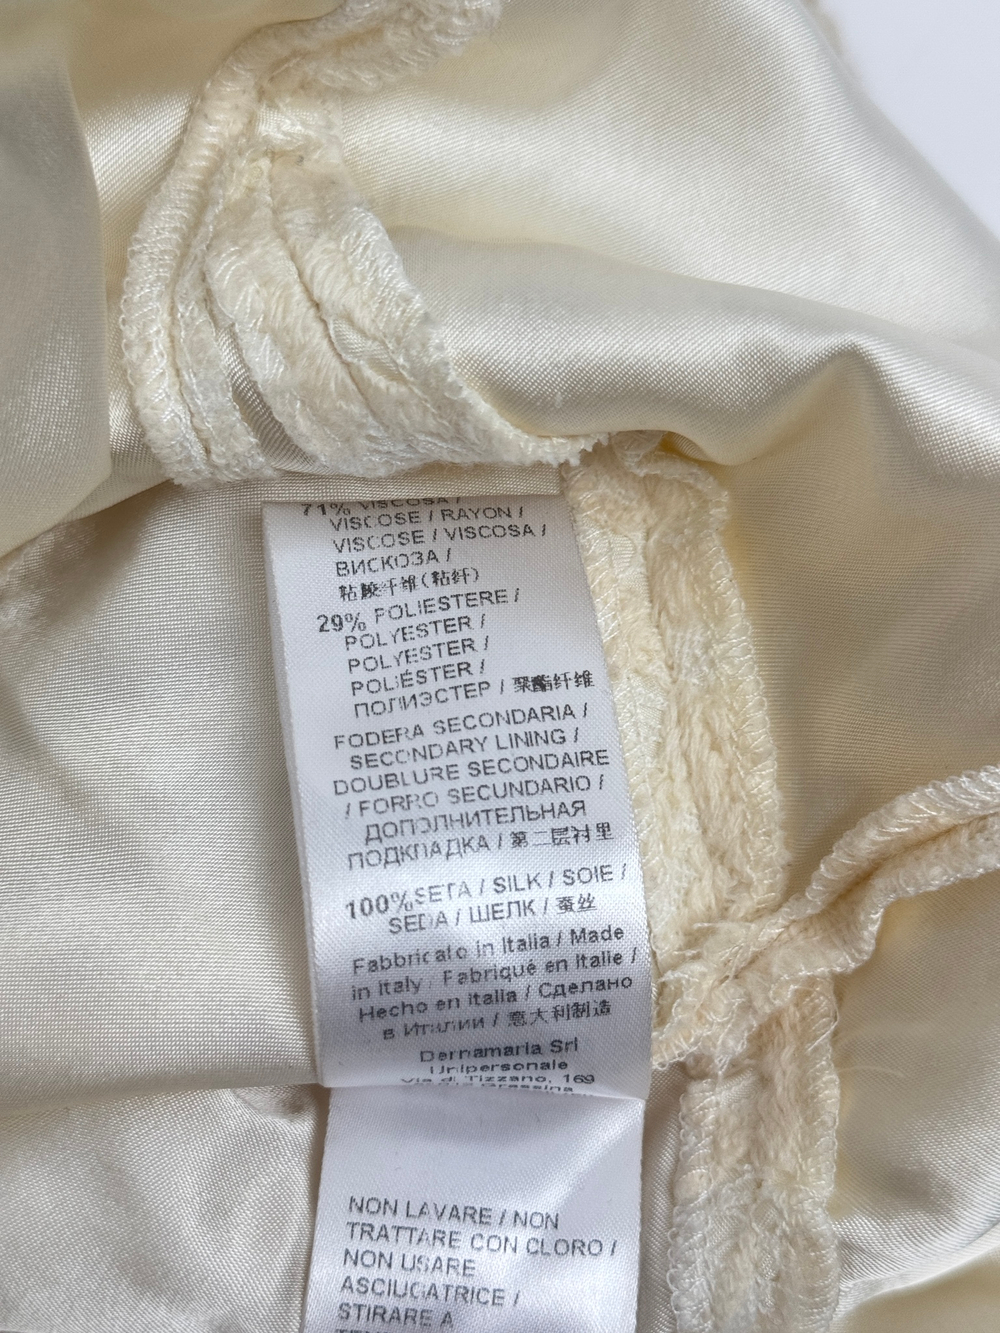 71% VISCOSA /
VISCOSE / RAYON /
VISCOSE / VISCOSA /
ВИСКОЗА /
粘胶纤维(粘纤)
29% POLIESTERE /
POLYESTER /
POLYESTER /
POLIÉSTER /
ПОЛИЭСТЕР / 聚酯纤维
FODERA SECONDARIA /
SECONDARY LINING /
DOUBLURE SECONDAIRE
/ FORRO SECUNDARIO /
ДОПОЛНИТЕЛЬНАЯ
ПОДКЛАДКА / 第二层衬里
100% SETA / SILK / SOIE /
SEDA / ШЕЛК / 蚕丝
Fabbricato in Italia / Made
in Italy / Fabriqué en Italie /
Hecho en italia / Сделано
в Италии / 意大利制造
Dernamaria Srl
Unipersonale
Via di Tizzano, 169
NON LAVARE / NON
TRATTARE CON CLORO /
NON USARE
ASCIUGATRICE /
STIRARE A